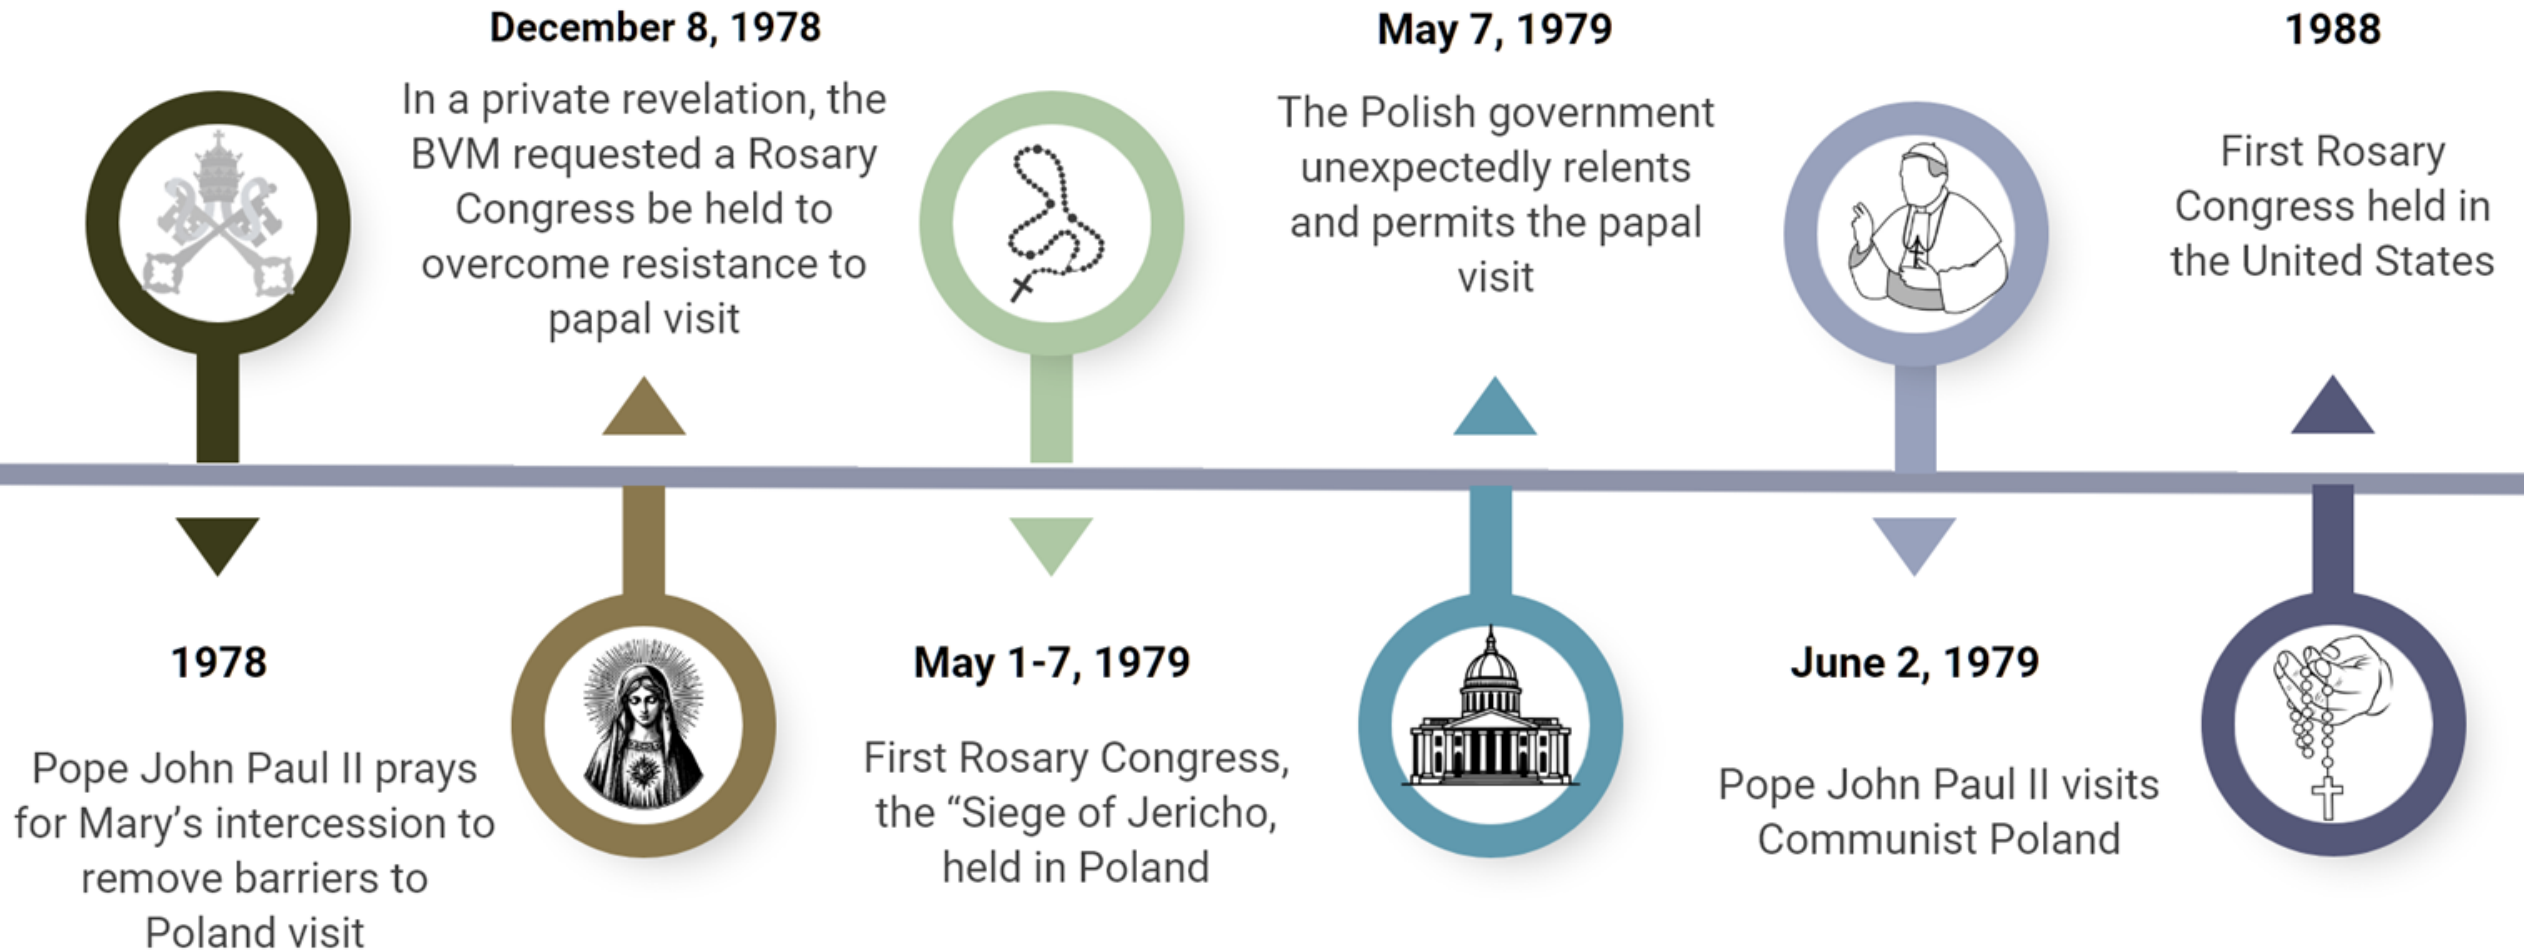 1978
Pope John Paul II prays
for Mary’s intercession to
remove barriers to
Poland visit
December 8, 1978
In a private revelation, the
BVM requested a Rosary
Congress be held to
overcome resistance to
papal visit
May 1-7, 1979
First Rosary Congress,
the “Siege of Jericho,
held in Poland
May 7, 1979
The Polish government
unexpectedly relents
and permits the papal
visit
June 2, 1979
Pope John Paul II visits
Communist Poland
1988
First Rosary
Congress held in
the United States